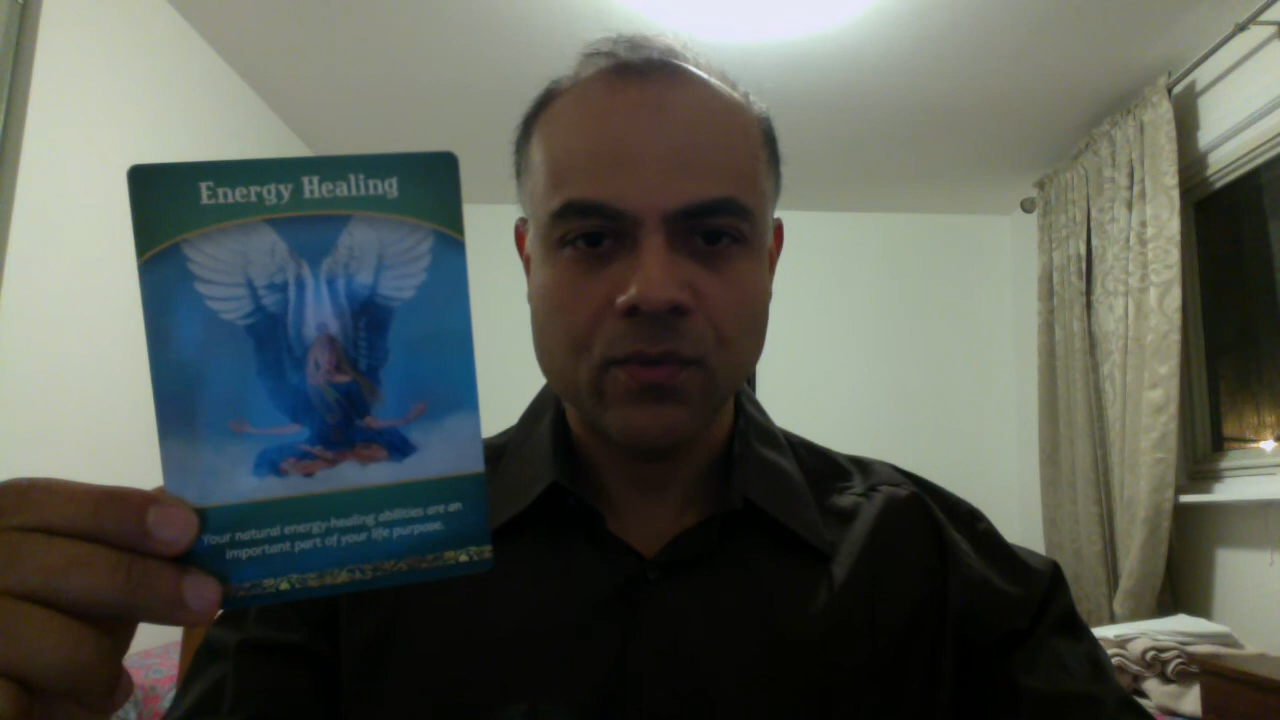 Energy Healing
Your natural energy-healing abilities are an
important part of your life purpose.